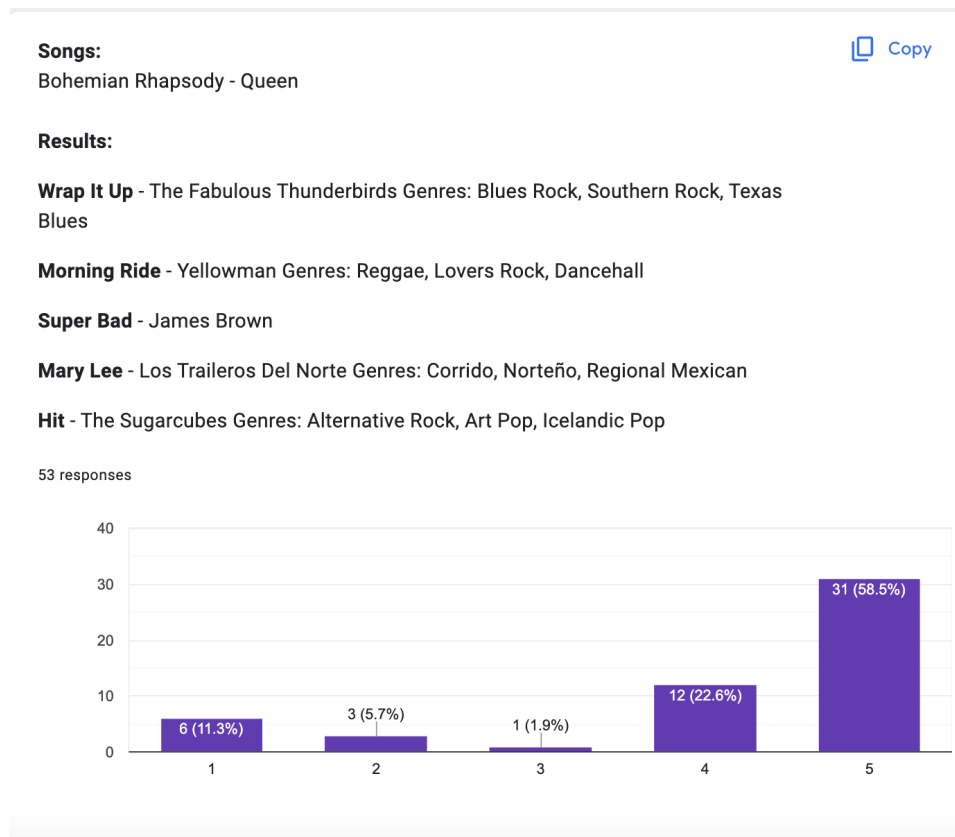 Songs:
Copy
Bohemian Rhapsody - Queen
Results:
Wrap It Up - The Fabulous Thunderbirds Genres: Blues Rock, Southern Rock, Texas
Blues
Morning Ride - Yellowman Genres: Reggae, Lovers Rock, Dancehall
Super Bad - James Brown
Mary Lee - Los Traileros Del Norte Genres: Corrido, Norteño, Regional Mexican
Hit - The Sugarcubes Genres: Alternative Rock, Art Pop, Icelandic Pop
53 responses
40
30
20
10
0
6 (11.3%)
3 (5.7%)
1 (1.9%)
12 (22.6%)
31 (58.5%)
1
2
3
4
5